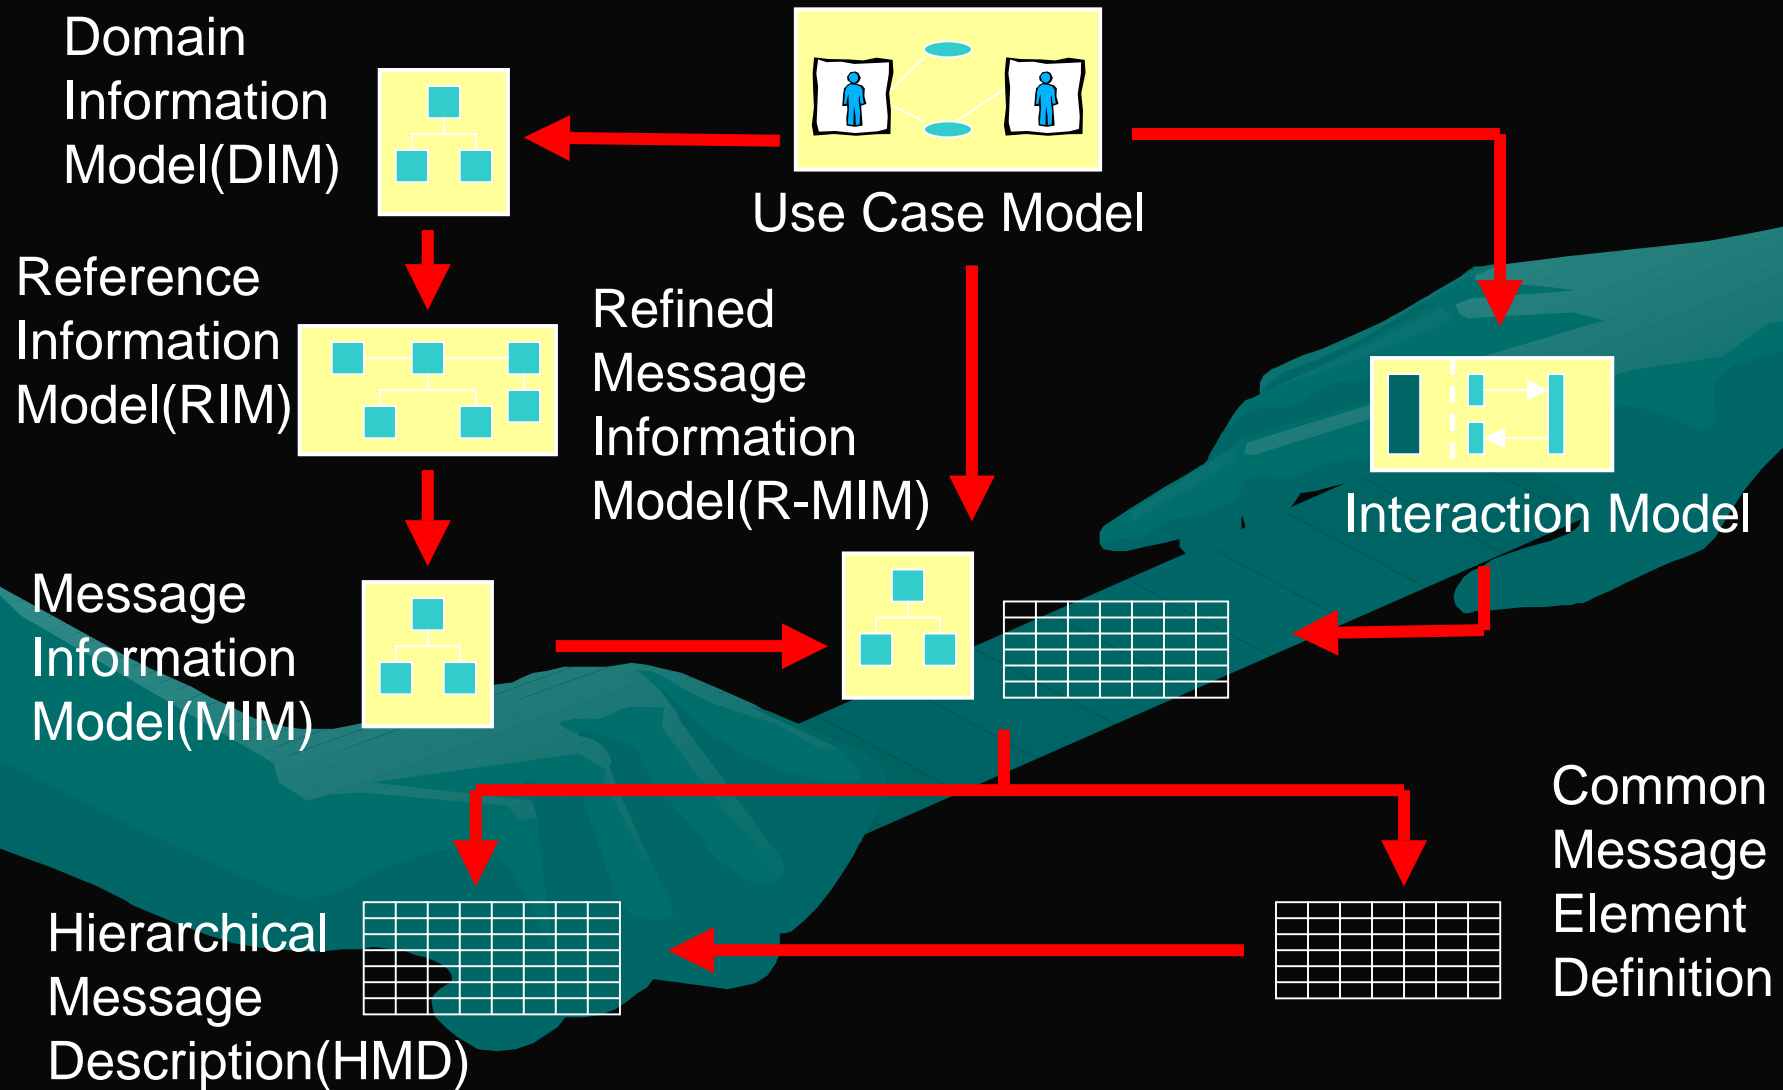 Domain
Information
Model(DIM)
Use Case Model
Reference
Information
Model(RIM)
Refined
Message
Information
Model(R-MIM)
Interaction Model
Message
Information
Model(MIM)
Common
Message
Element
Definition
Hierarchical
Message
Description(HMD)